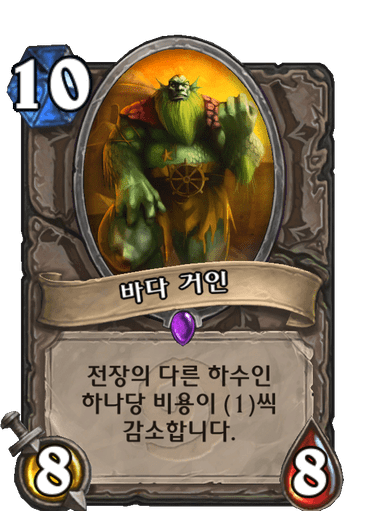 10
바다 거인
전장의 다른 하수인
하나당 비용이 (1)씩
감소합니다.
8
8